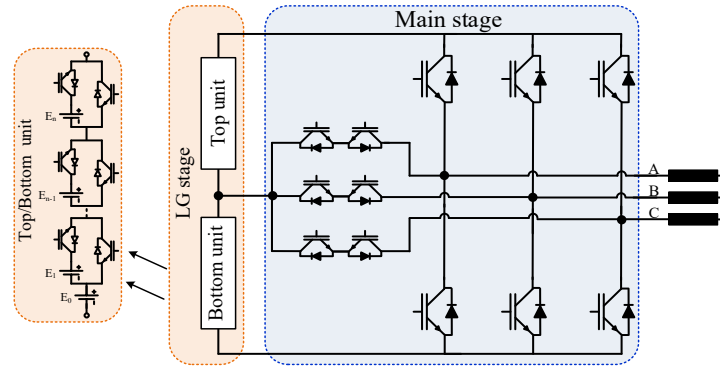 Main stage
Top/Bottom unit
Eₙ
Eₙ₋₁
E₁
E₀
LG stage
Top unit
Bottom unit
A
B
C